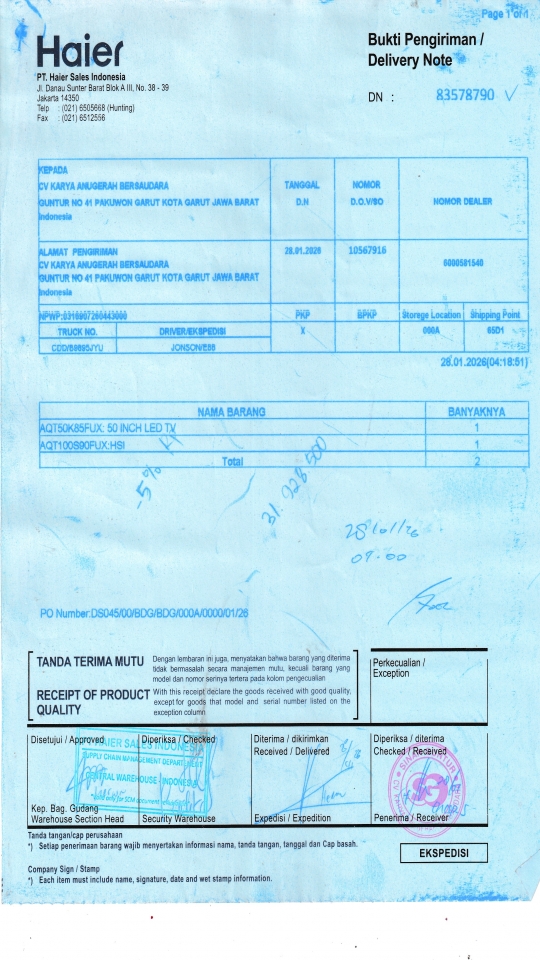 Page 1 of 1
Haier
Bukti Pengiriman /
Delivery Note
PT. Haier Sales Indonesia
Jl. Danau Sunter Barat Blok A III, No. 38 - 39
Jakarta 14350
Telp : (021) 6505668 (Hunting)
Fax : (021) 6512556
DN : 83578790
KEPADA
CV KARYA ANUGERAH BERSAUDARA
GUNTUR NO 41 PAKUWON GARUT KOTA GARUT JAWA BARAT
Indonesia
TANGGAL
D.N
NOMOR
D.O.V/SO
NOMOR DEALER
ALAMAT PENGIRIMAN
CV KARYA ANUGERAH BERSAUDARA
GUNTUR NO 41 PAKUWON GARUT KOTA GARUT JAWA BARAT
Indonesia
28.01.2026
10567916
0000581540
PKP BPKP Storege Location Shipping Point
TRUCK NO. DRIVER/EKSPEDISI X 000A 65D1
JONSON/E88
28.01.2026(04:18:51)
NAMA BARANG BANYAKNYA
AQT50K85FUX: 50 INCH LED TV 1
AQT100S90FUX:HSI 1
Total 2
-5%
31.928.500
28/01/26
09.00
PO Number:DS045/00/BDG/BDG/000A/0000/01/26
TANDA TERIMA MUTU
Dengan lembaran ini juga, menyatakan bahwa barang yang diterima
tidak bermasalah secara manajemen mutu, kecuali barang yang
model dan nomor serinya tertera pada kolom pengecualian
RECEIPT OF PRODUCT
QUALITY
With this receipt declare the goods received with good quality,
except for goods that model and serial number listed on the
exception column
Perkecualian /
Exception
Disetujui / Approved
Diperiksa / Checked
Diterima / dikirimkan
Received / Delivered
Diperiksa / diterima
Checked / Received
HAIER SALES INDONESIA
SUPPLY CHAIN MANAGEMENT DEPARTMENT
CENTRAL WAREHOUSE - INDONESIA
Kep. Bag. Gudang
Warehouse Section Head
Security Warehouse
Expedisi / Expedition
Penerima / Receiver
Tanda tangan/cap perusahaan
*) Setiap penerimaan barang wajib menyertakan informasi nama, tanda tangan, tanggal dan Cap basah.
EKSPEDISI
Company Sign / Stamp
*) Each item must include name, signature, date and wet stamp information.